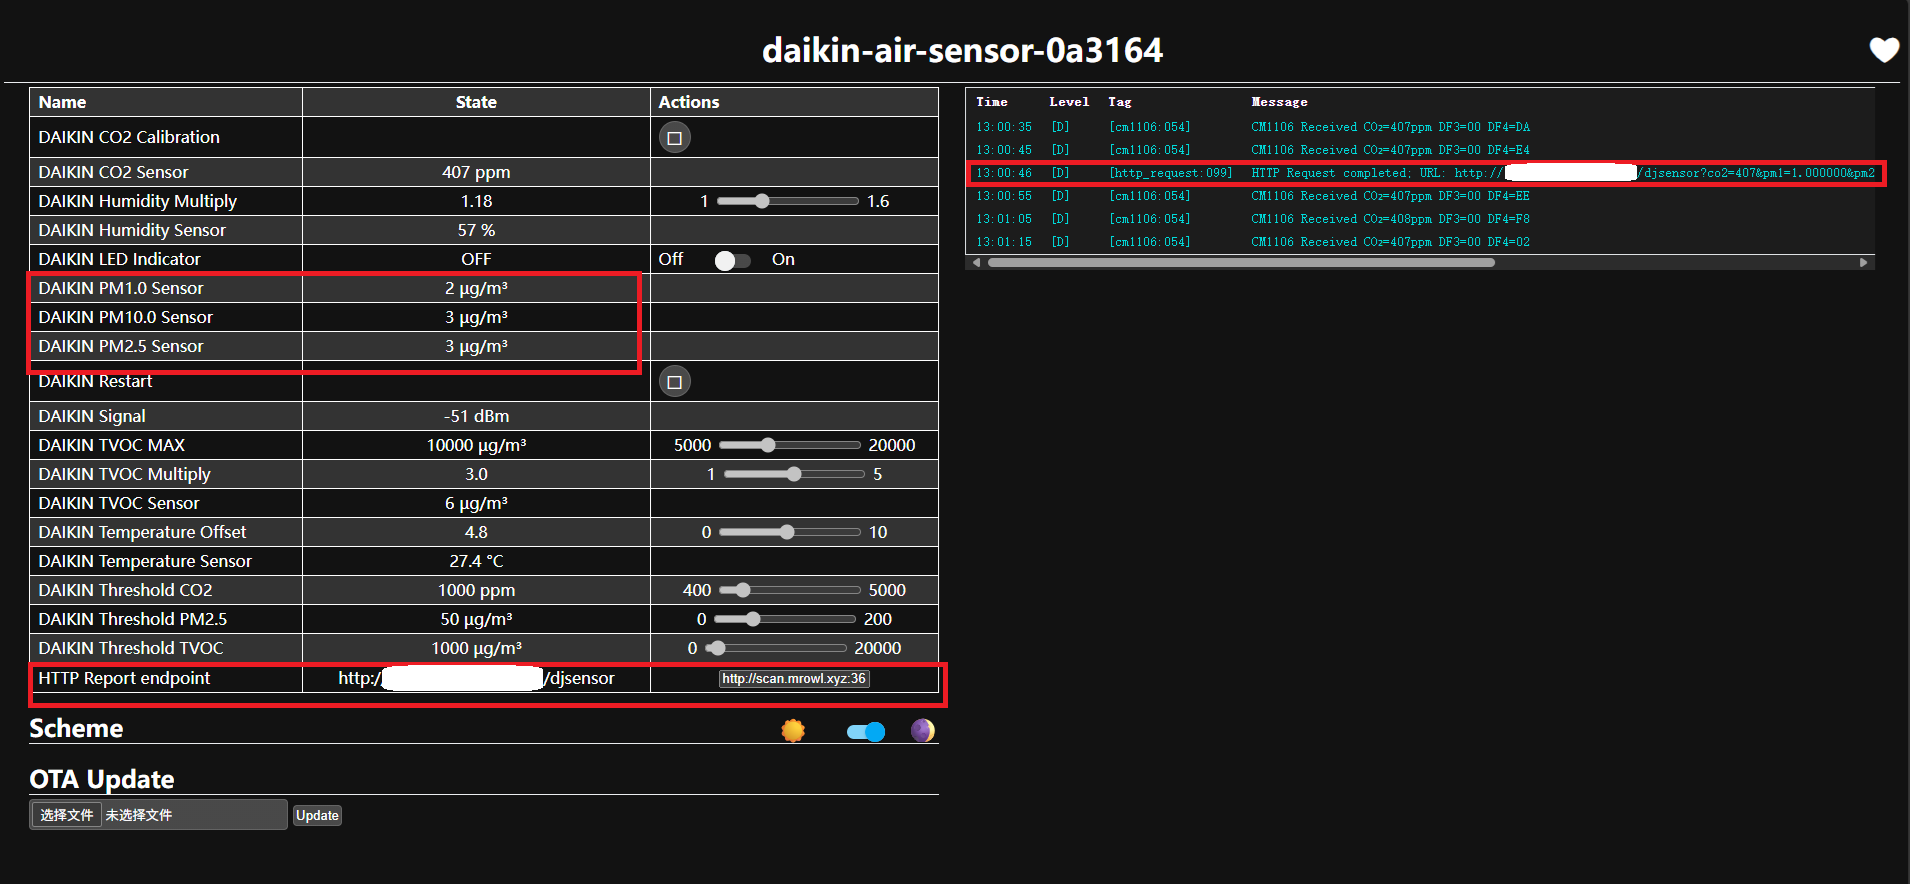 daikin-air-sensor-0a3164
Name State Actions
DAIKIN CO2 Calibration
DAIKIN CO2 Sensor 407 ppm
DAIKIN Humidity Multiply 1.18 1 1.6
DAIKIN Humidity Sensor 57 %
DAIKIN LED Indicator OFF Off On
DAIKIN PM1.0 Sensor 2 µg/m³
DAIKIN PM10.0 Sensor 3 µg/m³
DAIKIN PM2.5 Sensor 3 µg/m³
DAIKIN Restart
DAIKIN Signal -51 dBm
DAIKIN TVOC MAX 10000 µg/m³ 5000 20000
DAIKIN TVOC Multiply 3.0 1 5
DAIKIN TVOC Sensor 6 µg/m³
DAIKIN Temperature Offset 4.8 0 10
DAIKIN Temperature Sensor 27.4 °C
DAIKIN Threshold CO2 1000 ppm 400 5000
DAIKIN Threshold PM2.5 50 µg/m³ 0 200
DAIKIN Threshold TVOC 1000 µg/m³ 0 20000
HTTP Report endpoint http:/ /djsensor http://scan.mrowl.xyz:36
Scheme
OTA Update
选择文件 未选择文件 Update
Time Level Tag Message
13:00:35 [D] [cm1106:054] CM1106 Received CO₂=407ppm DF3=00 DF4=DA
13:00:45 [D] [cm1106:054] CM1106 Received CO₂=407ppm DF3=00 DF4=E4
13:00:46 [D] [http_request:099] HTTP Request completed; URL: http:// /djsensor?co2=407&pm1=1.000000&pm2
13:00:55 [D] [cm1106:054] CM1106 Received CO₂=407ppm DF3=00 DF4=EE
13:01:05 [D] [cm1106:054] CM1106 Received CO₂=408ppm DF3=00 DF4=F8
13:01:15 [D] [cm1106:054] CM1106 Received CO₂=407ppm DF3=00 DF4=02